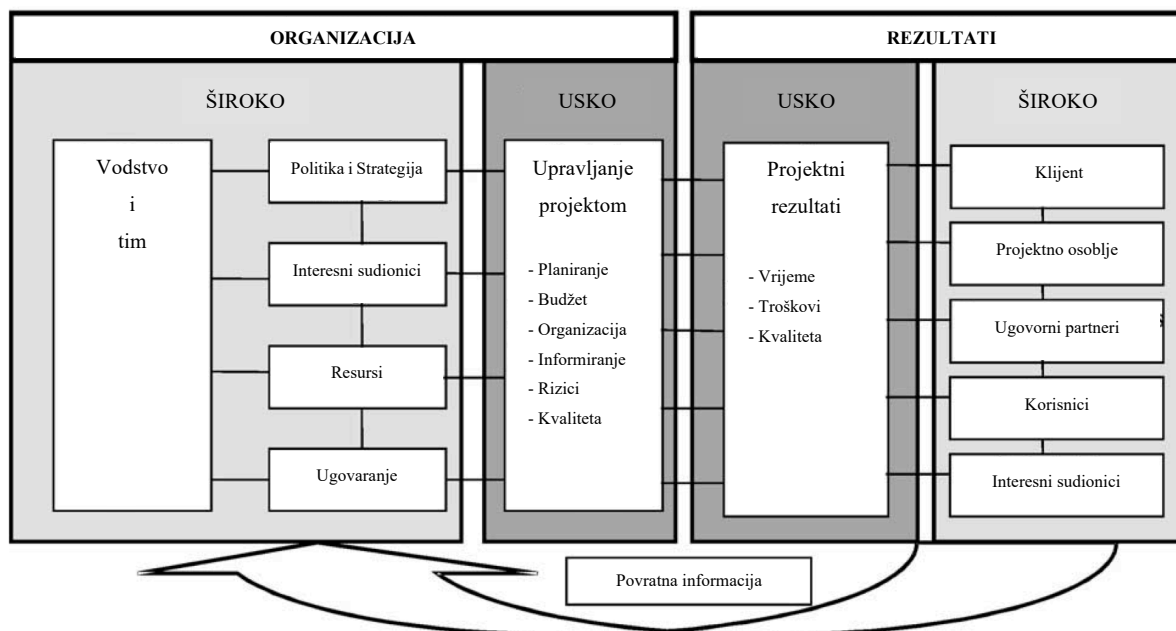 ORGANIZACIJA
REZULTATI
ŠIROKO
USKO
USKO
ŠIROKO
Vodstvo
i
tim
Politika i Strategija
Interesni sudionici
Resursi
Ugovaranje
Upravljanje
projektom
- Planiranje
- Budžet
- Organizacija
- Informiranje
- Rizici
- Kvaliteta
Projektni
rezultati
- Vrijeme
- Troškovi
- Kvaliteta
Klijent
Projektno osoblje
Ugovorni partneri
Korisnici
Interesni sudionici
Povratna informacija